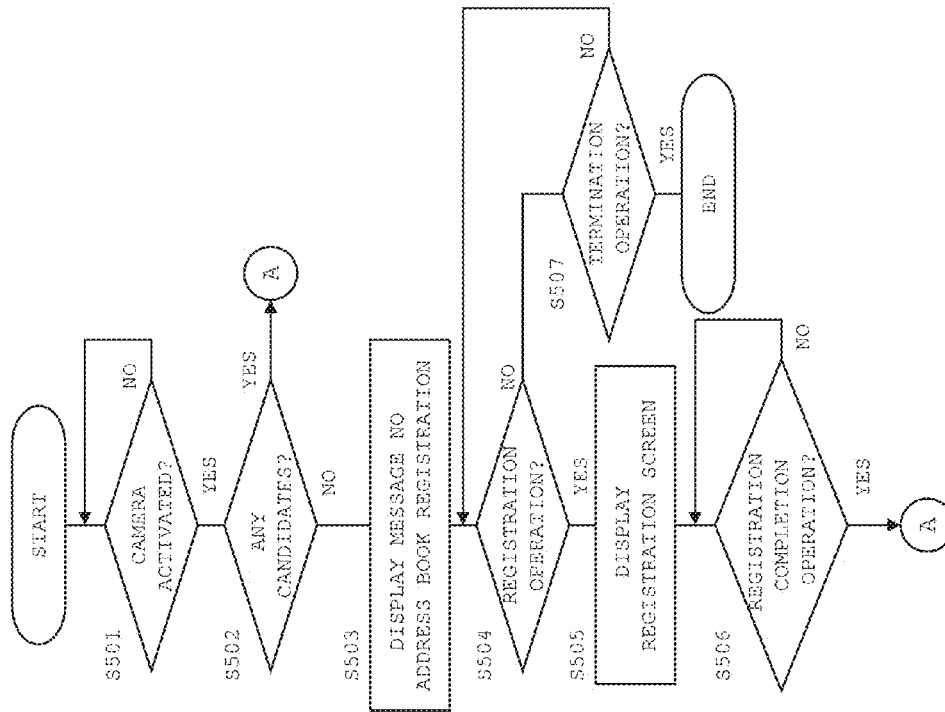 START
S501
CAMERA
ACTIVATED?
NO
YES
S502
ANY
CANDIDATES?
YES
A
NO
S503
DISPLAY MESSAGE NO
ADDRESS BOOK REGISTRATION
S504
REGISTRATION
OPERATION?
NO
YES
S507
TERMINATION
OPERATION?
NO
YES
END
S505
DISPLAY
REGISTRATION SCREEN
S506
REGISTRATION
COMPLETION
OPERATION?
NO
YES
A